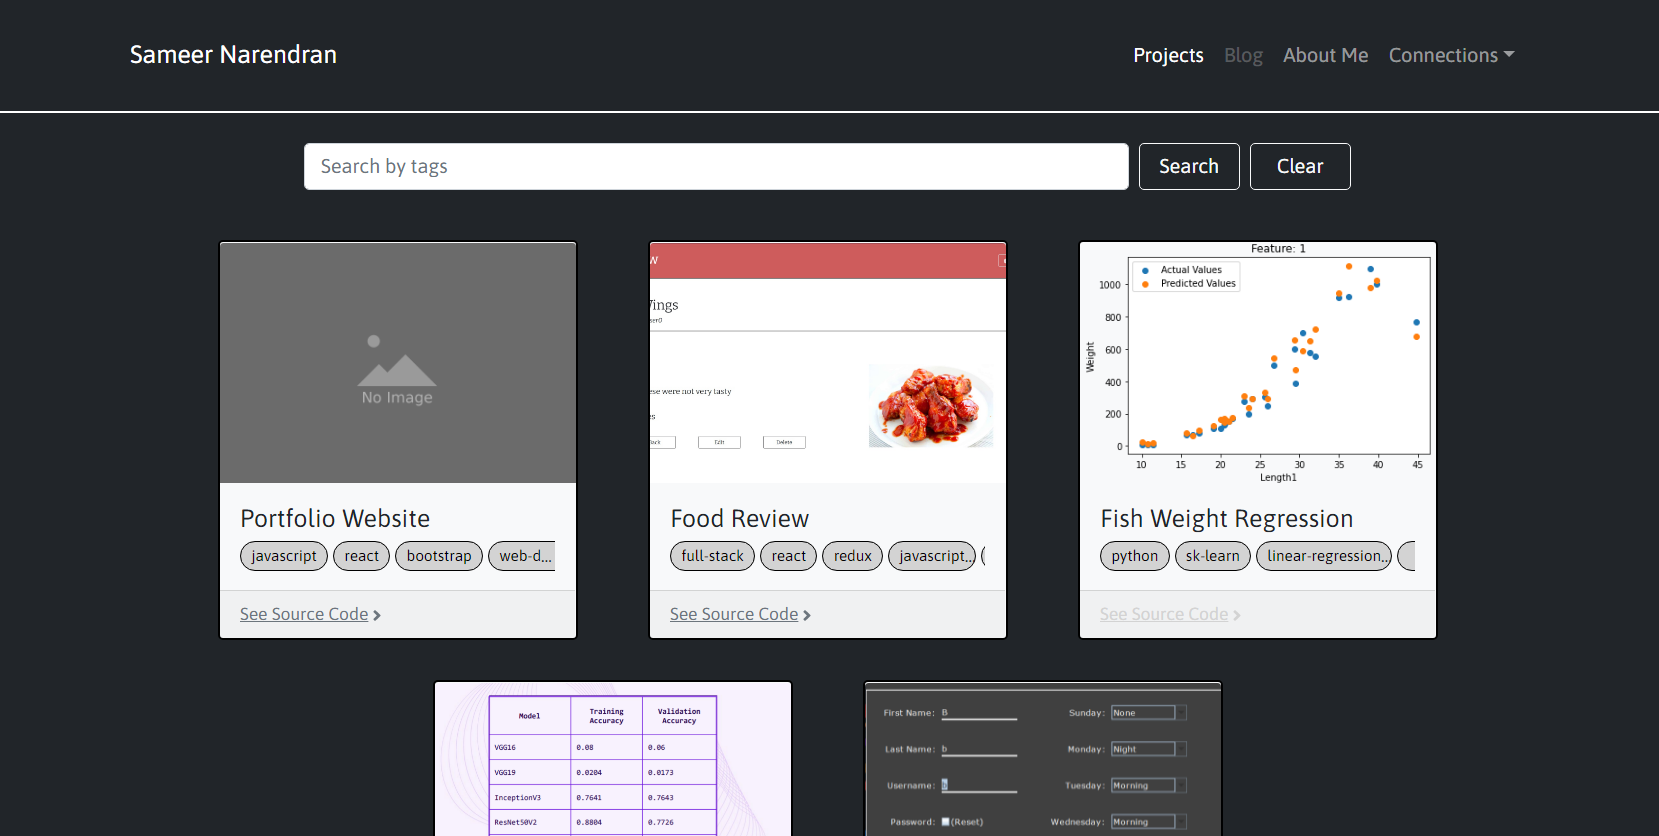 Sameer Narendran
Projects Blog About Me Connections
Search by tags Search Clear
No Image
Portfolio Website
javascript react bootstrap web-d...
See Source Code
W
Wings
ese were not very tasty
es
Back Edit Delete
Food Review
full-stack react redux javascript...
See Source Code
Feature: 1
Actual Values
Predicted Values
Weight
1000
800
600
400
200
0
10 15 20 25 30 35 40 45
Length1
Fish Weight Regression
python sk-learn linear-regression...
See Source Code
Model Training Accuracy Validation Accuracy
VGG16 0.08 0.06
VGG19 0.0204 0.0173
InceptionV3 0.7641 0.7643
ResNet50V2 0.8804 0.7726
First Name: B Sunday: None
Last Name: b Monday: Night
Username: b Tuesday: Morning
Password: (Reset) Wednesday: Morning